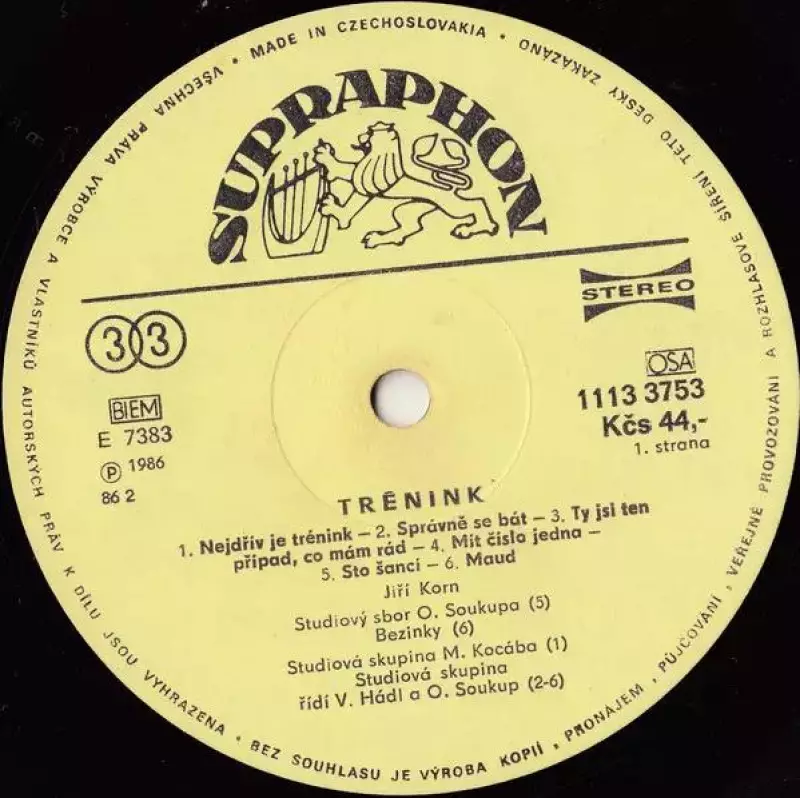 • MADE IN CZECHOSLOVAKIA •
VŠECHNA PRÁVA VÝROBCE A VLASTNÍKŮ AUTORSKÝCH PRÁV K DÍLU JSOU VYHRAZENA • BEZ SOUHLASU JE VÝROBA KOPIÍ, PRONÁJEM, PŮJČOVÁNÍ, VEŘEJNÉ PROVOZOVÁNÍ A ROZHLASOVÉ ŠÍŘENÍ TÉTO DESKY ZAKÁZÁNO
SUPRAPHON
STEREO
33
BIEM
E 7383
Ⓟ 1986
86 2
OSA
1113 3753
Kčs 44,-
1. strana
TRÉNINK
1. Nejdřív je trénink – 2. Správně se bát – 3. Ty jsi ten
případ, co mám rád – 4. Mít číslo jedna –
5. Sto šancí – 6. Maud
Jiří Korn
Studiový sbor O. Soukupa (5)
Bezinky (6)
Studiová skupina M. Kocába (1)
Studiová skupina
řídí V. Hádl a O. Soukup (2-6)